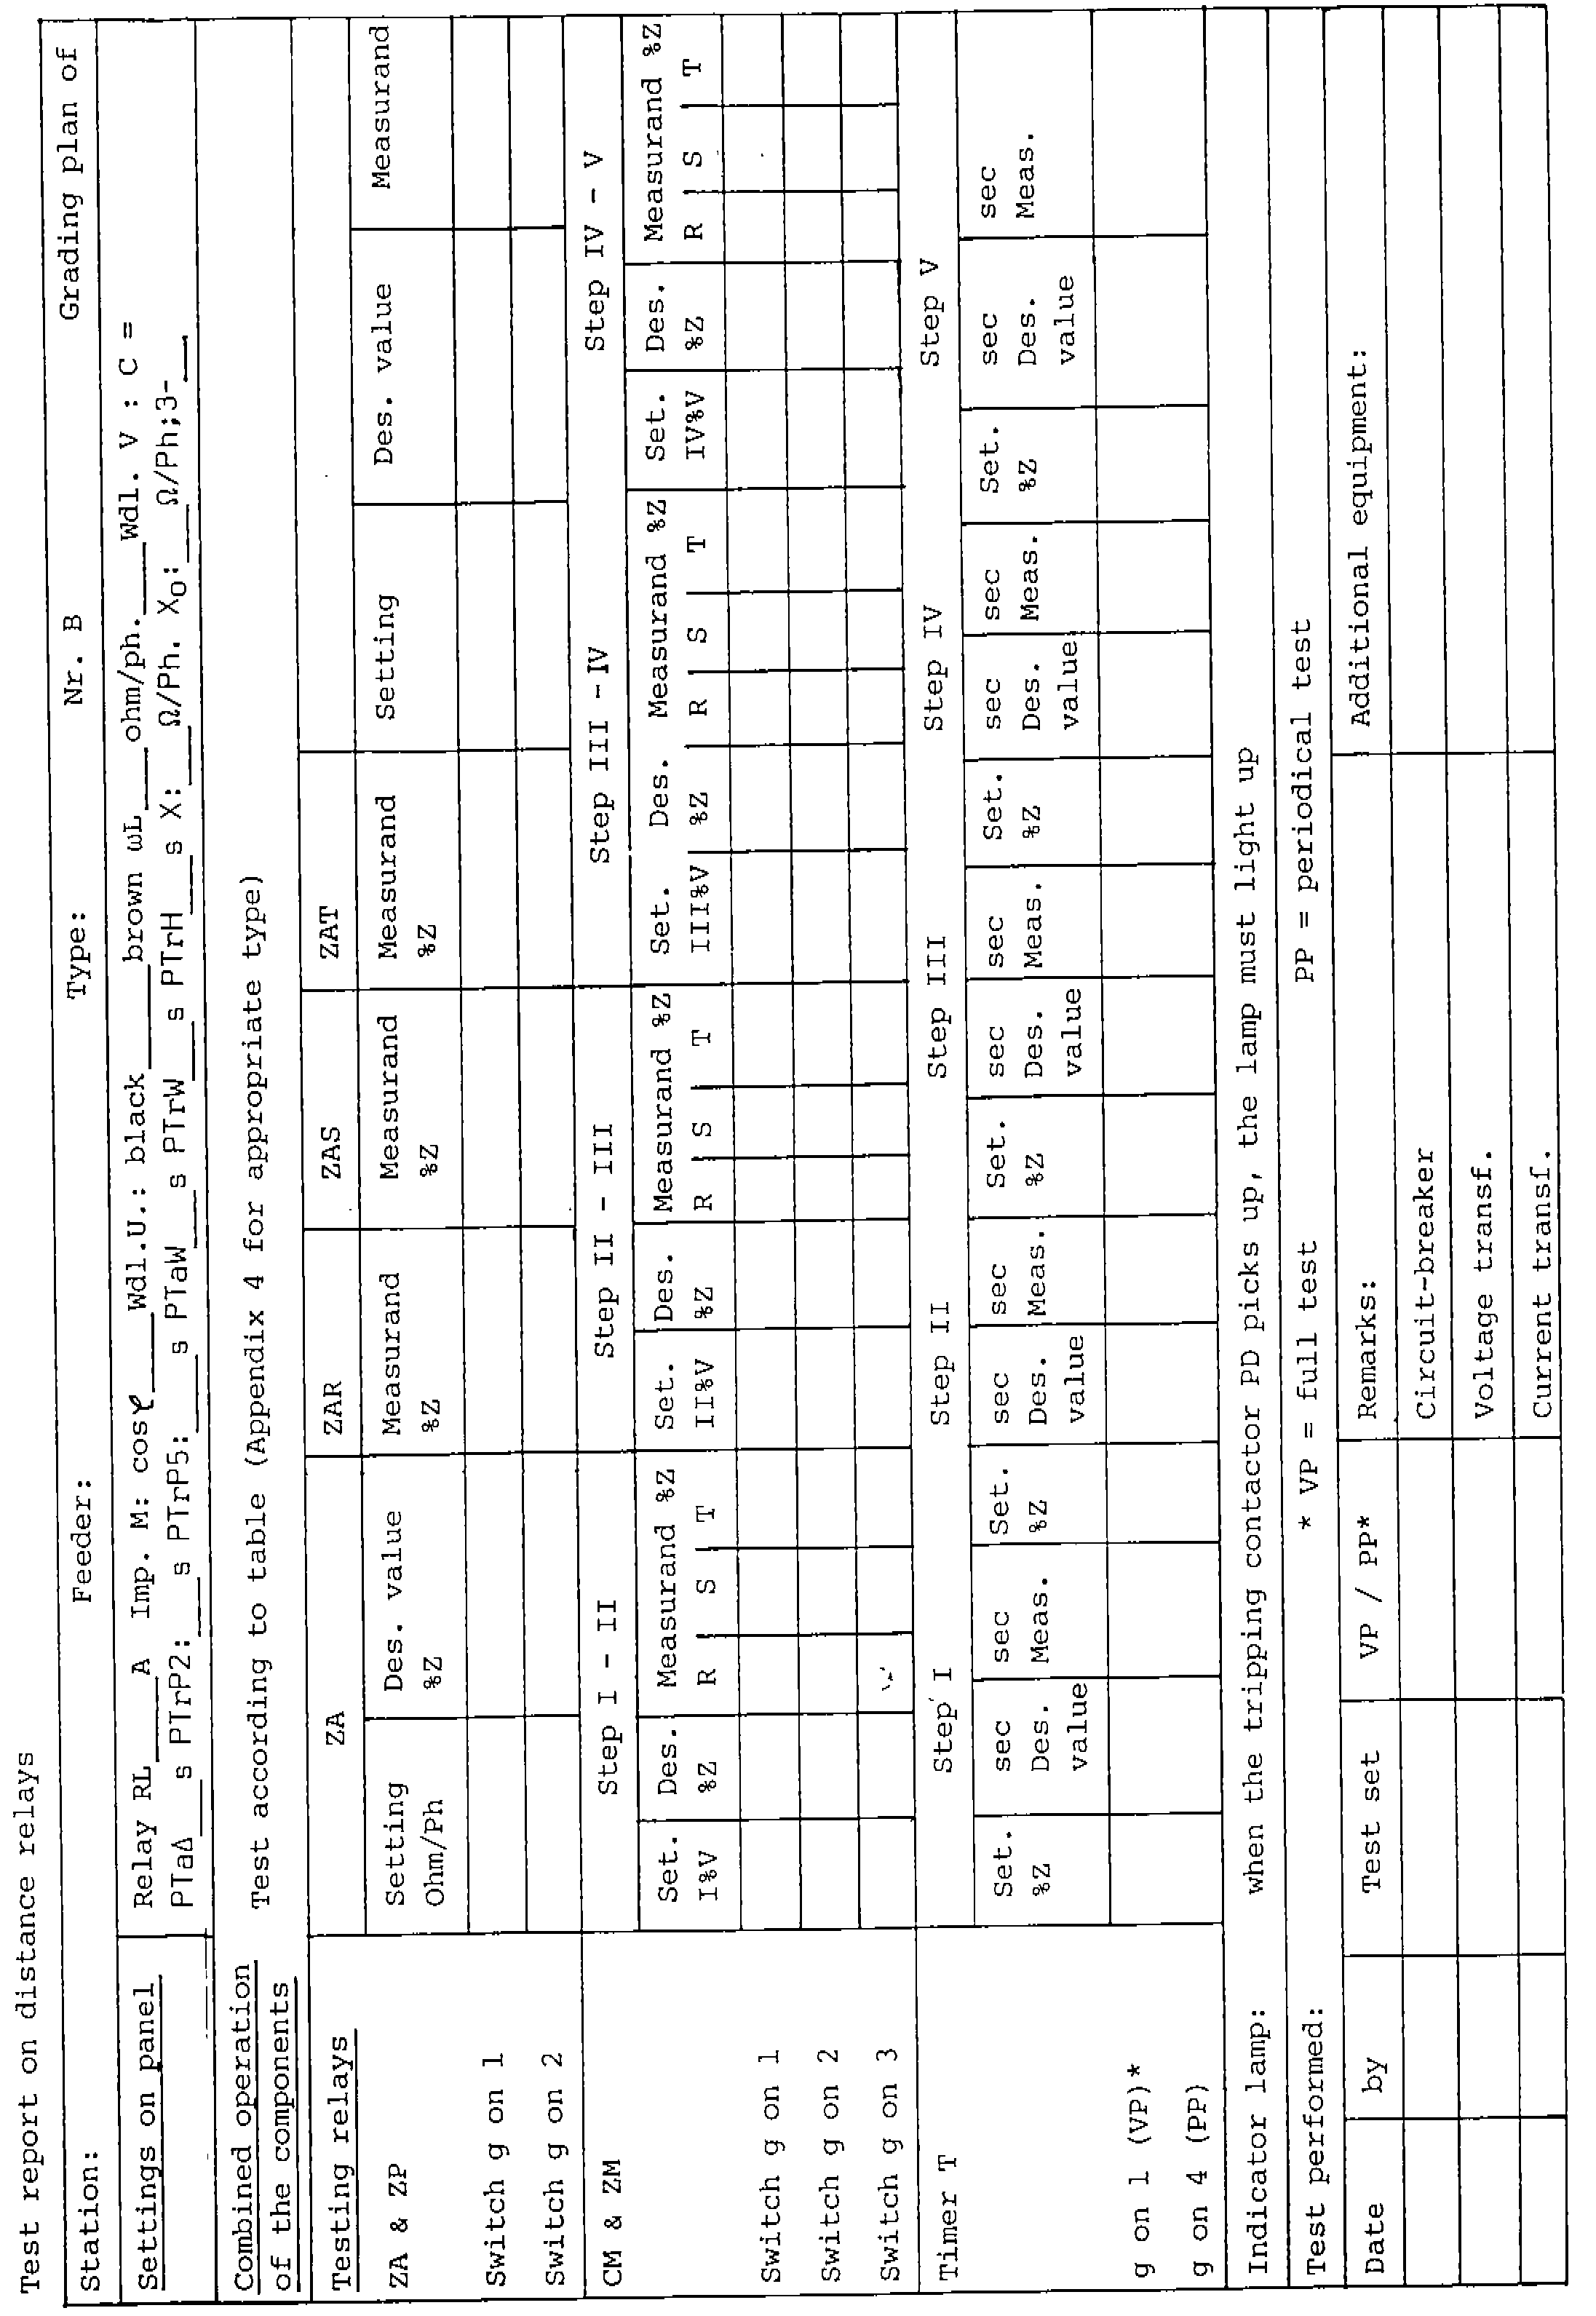 Test report on distance relays
Station: Feeder: Type: Nr. B Grading plan of
Settings on panel Relay RL___A Imp. M: cosφ___Wdl.U.: black____brown ωL___ohm/ph.___Wdl. V : C =
PTaΔ___s PTrP2:___s PTrP5:___s PTaW___s PTrW___s PTrH___s X:___Ω/Ph. X₀:___Ω/Ph;3-___
Combined operation Test according to table (Appendix 4 for appropriate type)
of the components
Testing relays ZA ZAR ZAS ZAT
ZA & ZP Setting Des. value Measurand Measurand Measurand Setting Des. value Measurand
Ohm/Ph %Z %Z %Z %Z
Switch g on 1
Switch g on 2
CM & ZM Step I - II Step II - III Step III - IV Step IV - V
Set. Des. Measurand %Z Set. Des. Measurand %Z Set. Des. Measurand %Z Set. Des. Measurand %Z
I%V %Z R S T II%V %Z R S T III%V %Z R S T IV%V %Z R S T
Switch g on 1
Switch g on 2
Switch g on 3
Timer T Step I Step II Step III Step IV Step V
Set. sec sec Set. sec sec Set. sec sec Set. sec sec Set. sec sec
%Z Des. Meas. %Z Des. Meas. %Z Des. Meas. %Z Des. Meas. %Z Des. Meas.
value value value value value
g on 1 (VP)*
g on 4 (PP)
Indicator lamp: when the tripping contactor PD picks up, the lamp must light up
Test performed: * VP = full test PP = periodical test
Date by Test set VP / PP* Remarks: Additional equipment:
Circuit-breaker
Voltage transf.
Current transf.